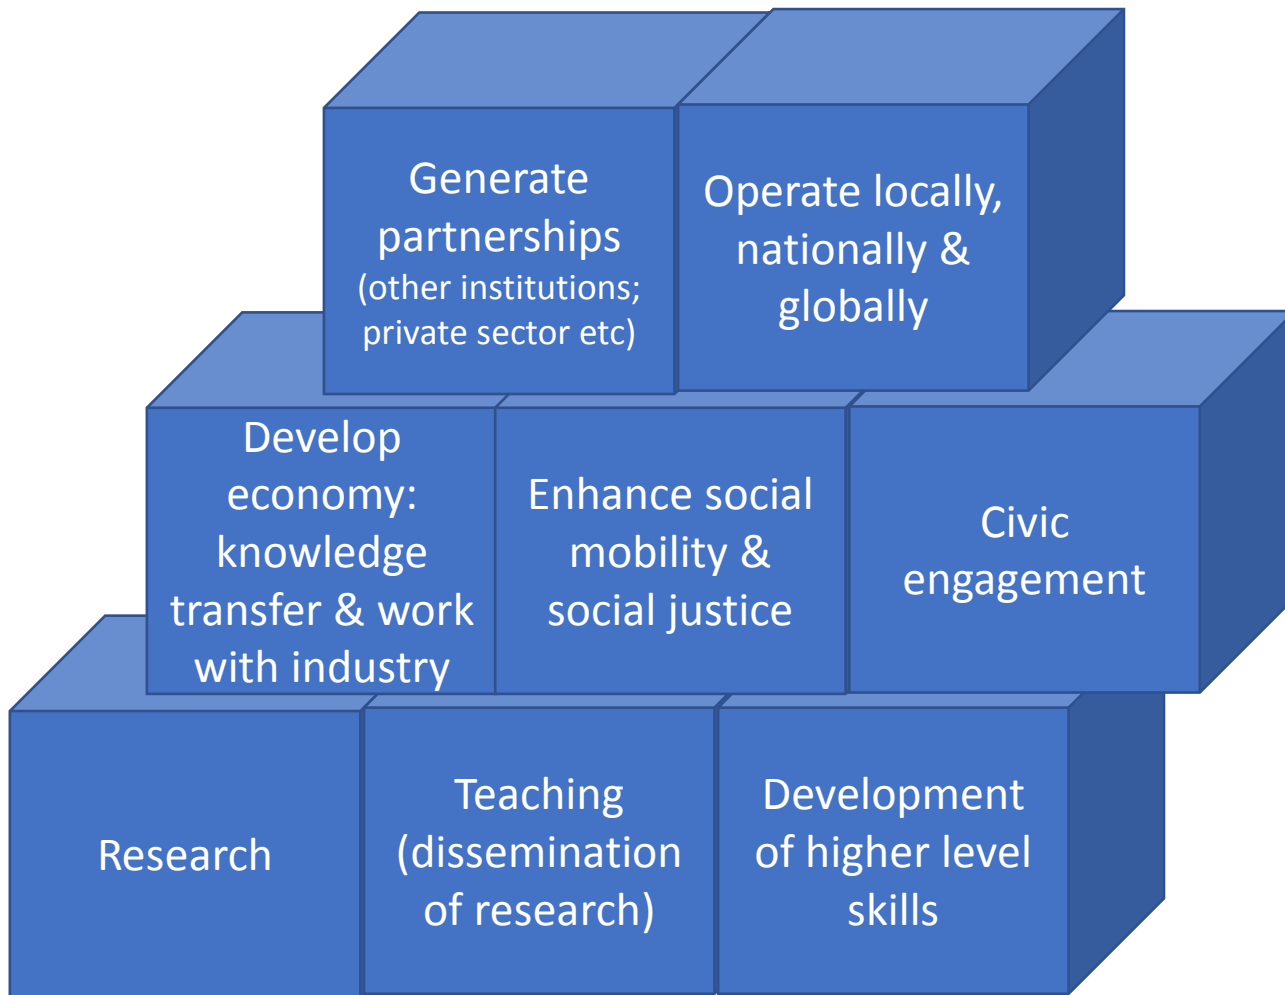 Generate
partnerships
(other institutions;
private sector etc)
Operate locally,
nationally &
globally
Develop
economy:
knowledge
transfer & work
with industry
Enhance social
mobility &
social justice
Civic
engagement
Research
Teaching
(dissemination
of research)
Development
of higher level
skills